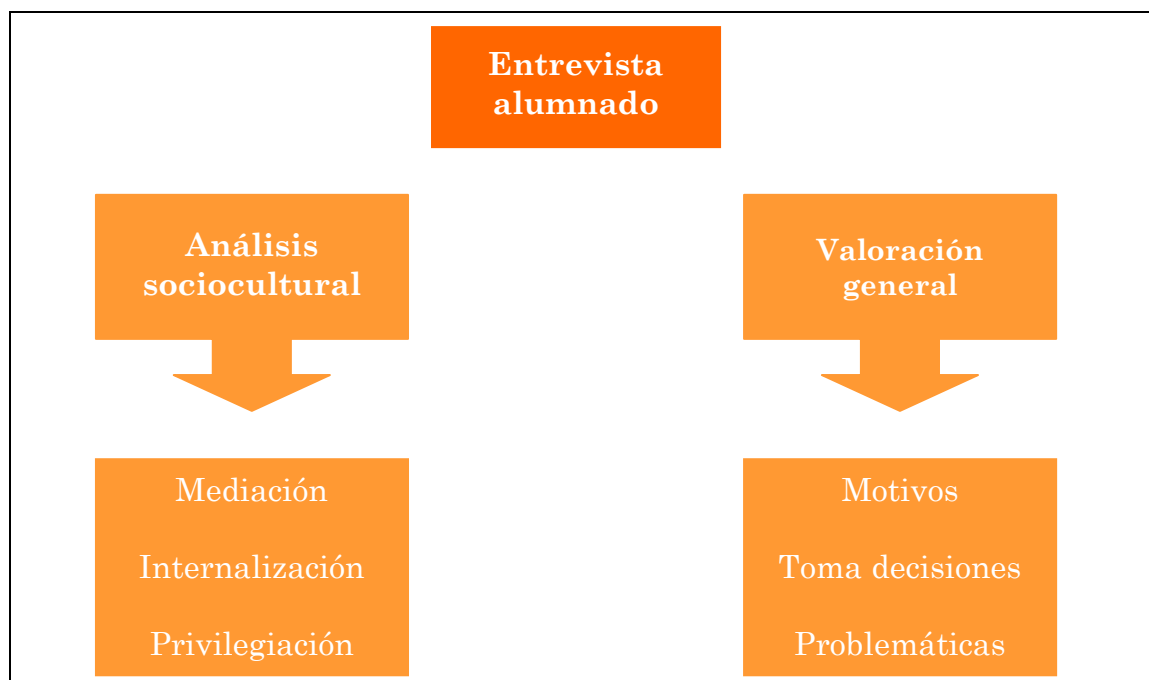 Entrevista
alumnado
Análisis
sociocultural
Valoración
general
Mediación
Internalización
Privilegiación
Motivos
Toma decisiones
Problemáticas